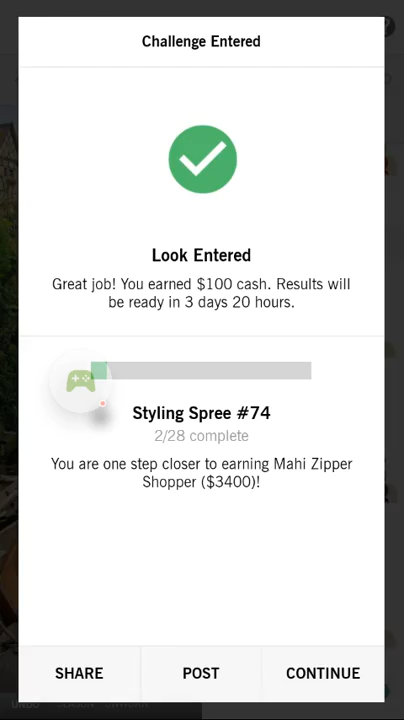 Challenge Entered
Look Entered
Great job! You earned $100 cash. Results will
be ready in 3 days 20 hours.
Styling Spree #74
2/28 complete
You are one step closer to earning Mahi Zipper
Shopper ($3400)!
SHARE
POST
CONTINUE